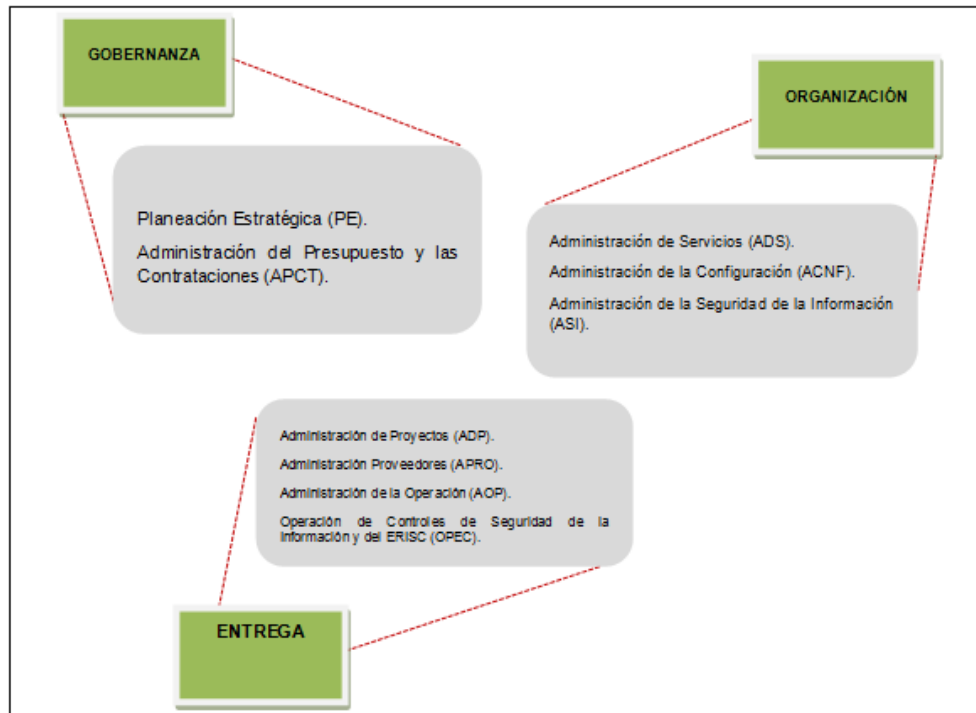 GOBERNANZA
Planeación Estratégica (PE).
Administración del Presupuesto y las
Contrataciones (APCT).
ORGANIZACIÓN
Administración de Servicios (ADS).
Administración de la Configuración (ACNF).
Administración de la Seguridad de la Información
(ASI).
Administración de Proyectos (ADP).
Administración Proveedores (APRO).
Administración de la Operación (AOP).
Operación de Controles de Seguridad de la
Información y del ERISC (OPEC).
ENTREGA